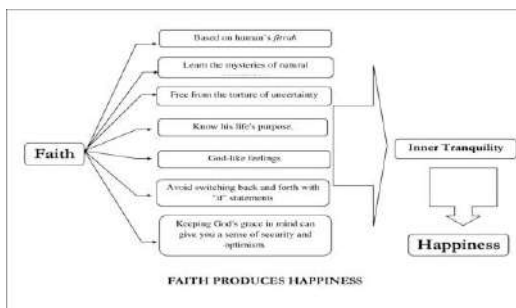 Based on human's fitrah
Learn the mysteries of natural
Free from the torture of uncertainty
Know his life's purpose.
Faith
God-like feelings
Avoid switching back and forth with
"if" statements
Keeping God's grace in mind can
give you a sense of security and
optimism.
Inner Tranquility
Happiness
FAITH PRODUCES HAPPINESS